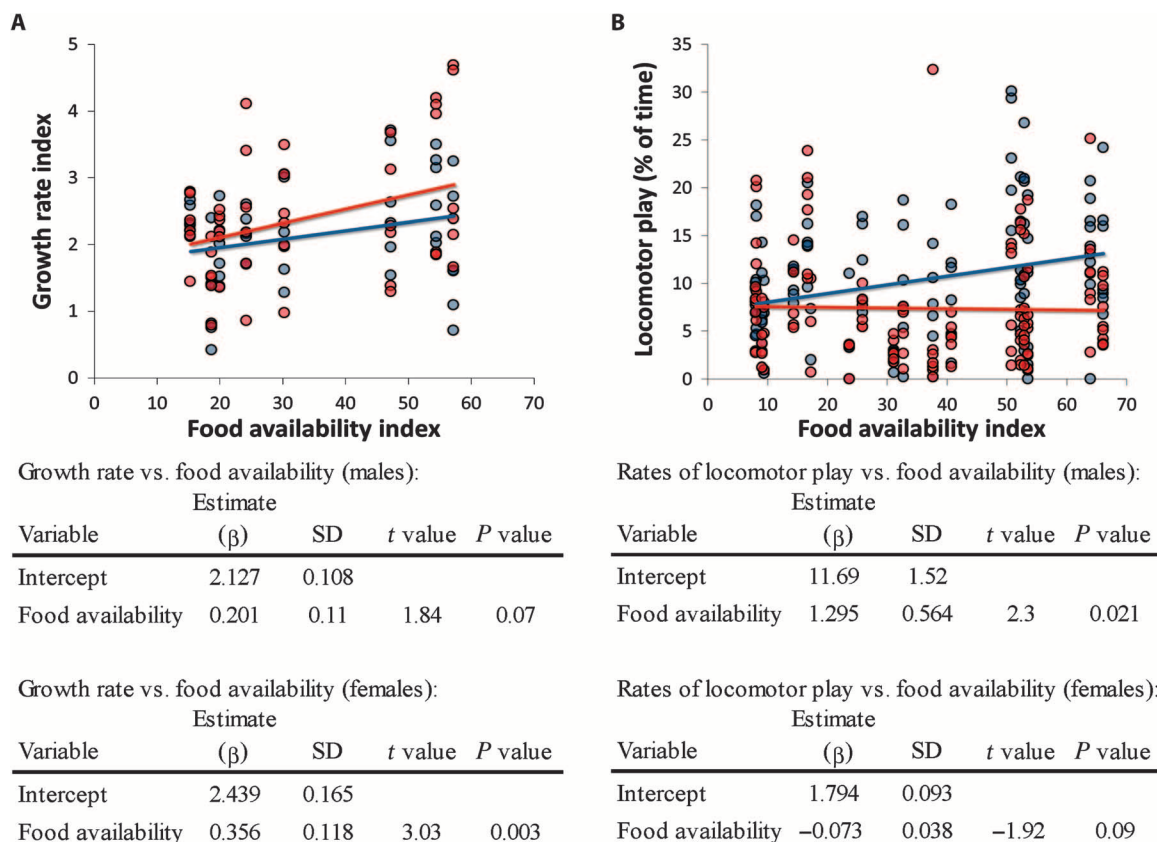 A
Growth rate index
5
4
3
2
1
0
0 10 20 30 40 50 60 70
Food availability index
Growth rate vs. food availability (males):
Estimate
Variable (β) SD t value P value
Intercept 2.127 0.108
Food availability 0.201 0.11 1.84 0.07
Growth rate vs. food availability (females):
Estimate
Variable (β) SD t value P value
Intercept 2.439 0.165
Food availability 0.356 0.118 3.03 0.003
B
Locomotor play (% of time)
35
30
25
20
15
10
5
0
0 10 20 30 40 50 60 70
Food availability index
Rates of locomotor play vs. food availability (males):
Estimate
Variable (β) SD t value P value
Intercept 11.69 1.52
Food availability 1.295 0.564 2.3 0.021
Rates of locomotor play vs. food availability (females):
Estimate
Variable (β) SD t value P value
Intercept 1.794 0.093
Food availability −0.073 0.038 −1.92 0.09